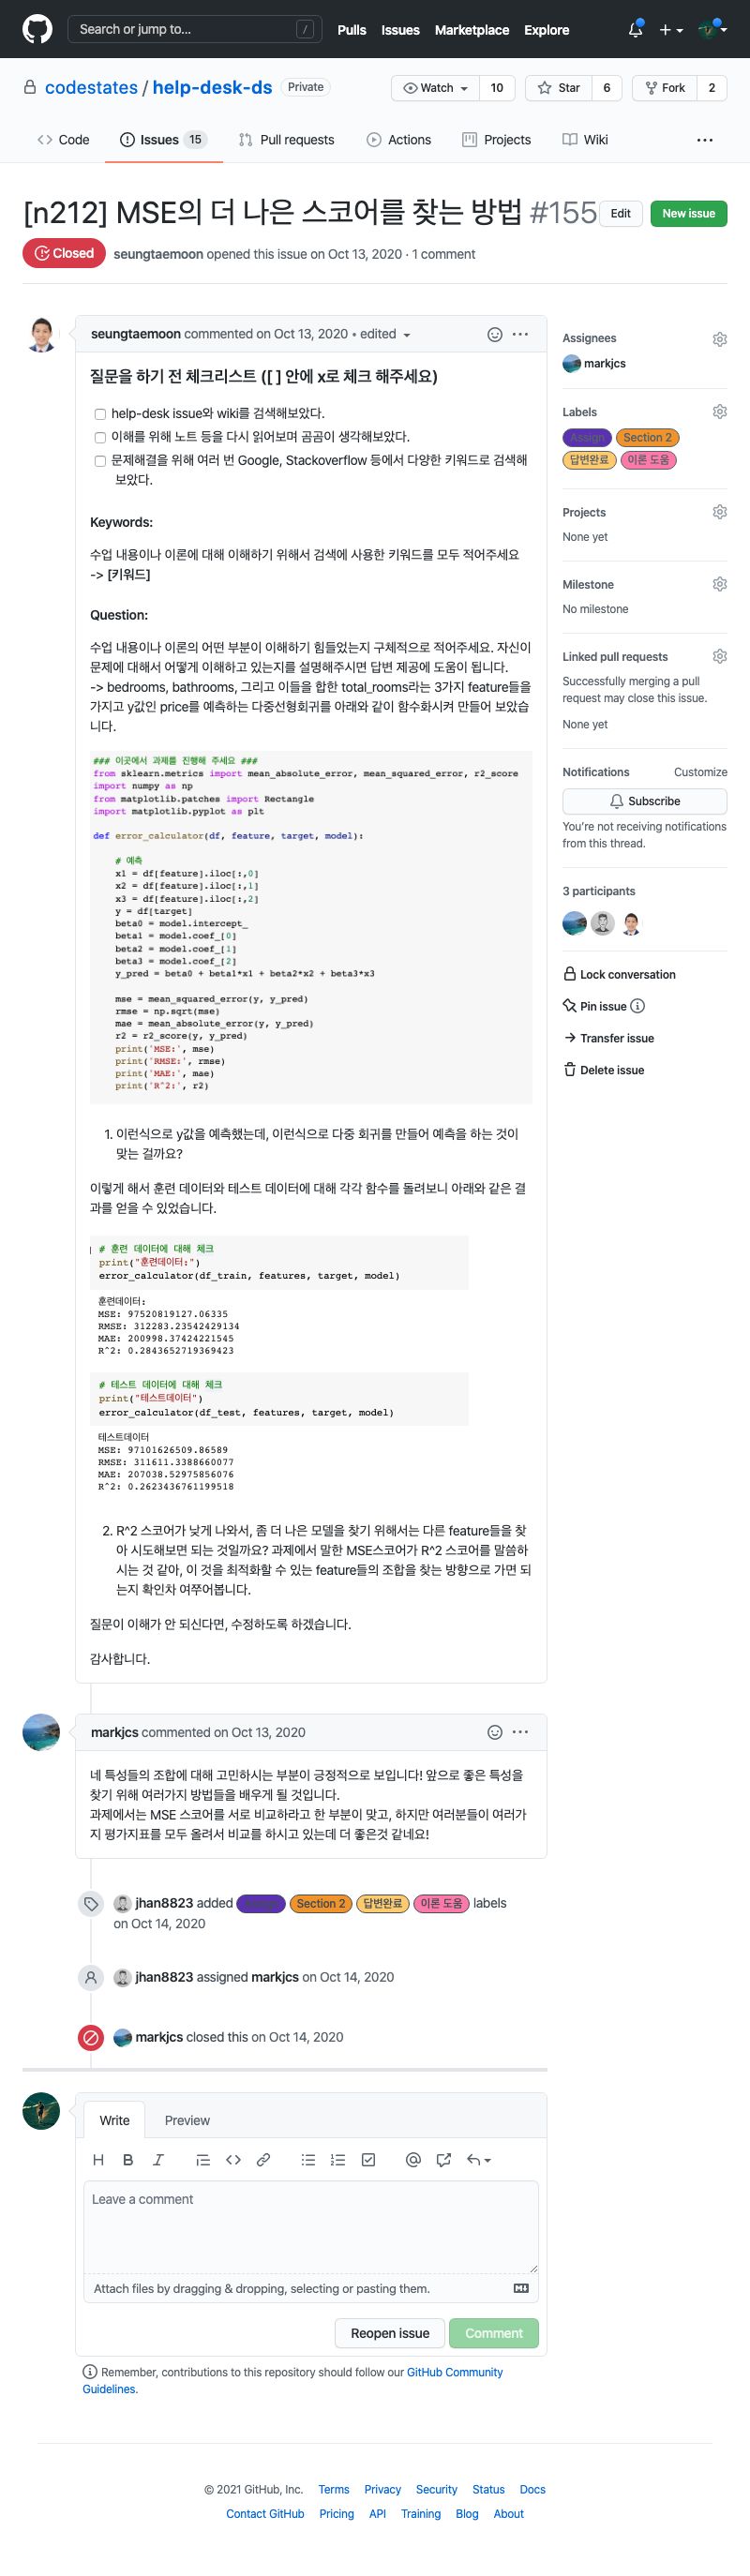 Search or jump to...
/
Pulls Issues Marketplace Explore
codestates / help-desk-ds Private
Watch 10
Star 6
Fork 2
Code
Issues 15
Pull requests
Actions
Projects
Wiki
[n212] MSE의 더 나은 스코어를 찾는 방법 #155
Edit
New issue
Closed
seungtaemoon opened this issue on Oct 13, 2020 · 1 comment
seungtaemoon commented on Oct 13, 2020 • edited
질문을 하기 전 체크리스트 ([ ] 안에 x로 체크 해주세요)
help-desk issue와 wiki를 검색해보았다.
이해를 위해 노트 등을 다시 읽어보며 곰곰이 생각해보았다.
문제해결을 위해 여러 번 Google, Stackoverflow 등에서 다양한 키워드로 검색해
보았다.
Keywords:
수업 내용이나 이론에 대해 이해하기 위해서 검색에 사용한 키워드를 모두 적어주세요
-> [키워드]
Question:
수업 내용이나 이론의 어떤 부분이 이해하기 힘들었는지 구체적으로 적어주세요. 자신이
문제에 대해서 어떻게 이해하고 있는지를 설명해주시면 답변 제공에 도움이 됩니다.
-> bedrooms, bathrooms, 그리고 이들을 합한 total_rooms라는 3가지 feature들을
가지고 y값인 price를 예측하는 다중선형회귀를 아래와 같이 함수화시켜 만들어 보았습
니다.
### 이곳에서 과제를 진행해 주세요 ###
from sklearn.metrics import mean_absolute_error, mean_squared_error, r2_score
import numpy as np
from matplotlib.patches import Rectangle
import matplotlib.pyplot as plt
def error_calculator(df, feature, target, model):
# 예측
x1 = df[feature].iloc[:,0]
x2 = df[feature].iloc[:,1]
x3 = df[feature].iloc[:,2]
y = df[target]
beta0 = model.intercept_
beta1 = model.coef_[0]
beta2 = model.coef_[1]
beta3 = model.coef_[2]
y_pred = beta0 + beta1*x1 + beta2*x2 + beta3*x3
mse = mean_squared_error(y, y_pred)
rmse = np.sqrt(mse)
mae = mean_absolute_error(y, y_pred)
r2 = r2_score(y, y_pred)
print('MSE:', mse)
print('RMSE:', rmse)
print('MAE:', mae)
print('R^2:', r2)
1. 이런식으로 y값을 예측했는데, 이런식으로 다중 회귀를 만들어 예측을 하는 것이
맞는 걸까요?
이렇게 해서 훈련 데이터와 테스트 데이터에 대해 각각 함수를 돌려보니 아래와 같은 결
과를 얻을 수 있었습니다.
# 훈련 데이터에 대해 체크
print("훈련데이터:")
error_calculator(df_train, features, target, model)
훈련데이터:
MSE: 97520819127.06335
RMSE: 312283.23542429134
MAE: 200998.37424221545
R^2: 0.2843652719369423
# 테스트 데이터에 대해 체크
print("테스트데이터")
error_calculator(df_test, features, target, model)
테스트데이터
MSE: 97101626509.86589
RMSE: 311611.3388660077
MAE: 207038.52975856076
R^2: 0.2623436761199518
2. R^2 스코어가 낮게 나와서, 좀 더 나은 모델을 찾기 위해서는 다른 feature들을 찾
아 시도해보면 되는 것일까요? 과제에서 말한 MSE스코어가 R^2 스코어를 말씀하
시는 것 같아, 이 것을 최적화할 수 있는 feature들의 조합을 찾는 방향으로 가면 되
는지 확인차 여쭈어봅니다.
질문이 이해가 안 되신다면, 수정하도록 하겠습니다.
감사합니다.
Assignees
markjcs
Labels
Assign Section 2
답변완료 이론 도움
Projects
None yet
Milestone
No milestone
Linked pull requests
Successfully merging a pull
request may close this issue.
None yet
Notifications Customize
Subscribe
You're not receiving notifications
from this thread.
3 participants
Lock conversation
Pin issue
Transfer issue
Delete issue
markjcs commented on Oct 13, 2020
네 특성들의 조합에 대해 고민하시는 부분이 긍정적으로 보입니다! 앞으로 좋은 특성을
찾기 위해 여러가지 방법들을 배우게 될 것입니다.
과제에서는 MSE 스코어를 서로 비교하라고 한 부분이 맞고, 하지만 여러분들이 여러가
지 평가지표를 모두 올려서 비교를 하시고 있는데 더 좋은것 같네요!
jhan8823 added Assign Section 2 답변완료 이론 도움 labels
on Oct 14, 2020
jhan8823 assigned markjcs on Oct 14, 2020
markjcs closed this on Oct 14, 2020
Write Preview
Leave a comment
Attach files by dragging & dropping, selecting or pasting them.
Reopen issue Comment
Remember, contributions to this repository should follow our GitHub Community
Guidelines.
© 2021 GitHub, Inc. Terms Privacy Security Status Docs
Contact GitHub Pricing API Training Blog About